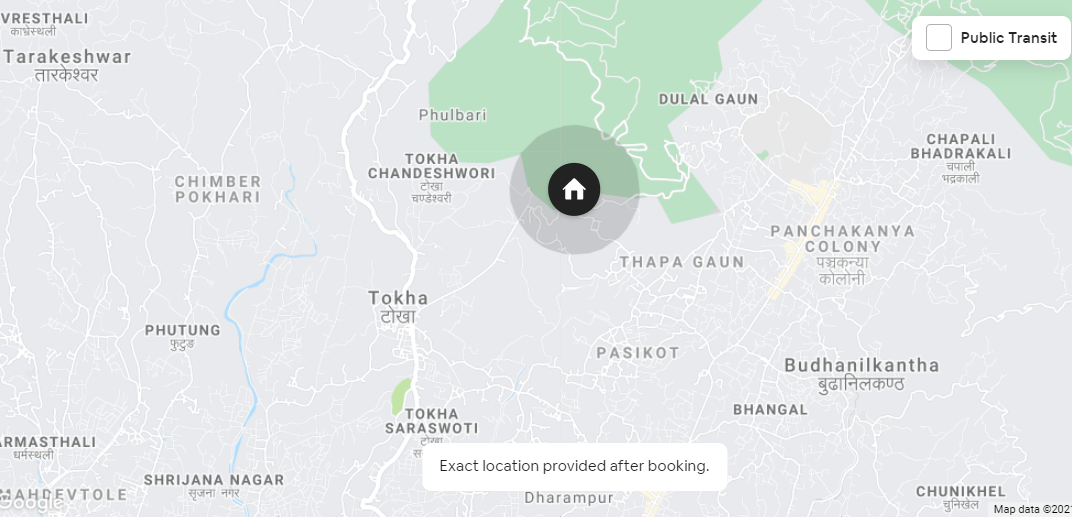 VRESTHALI
काभ्रेस्थली
Public Transit
Tarakeshwar
तारकेश्वर
DULAL GAUN
Phulbari
CHAPALI
BHADRAKALI
चपाली
भद्रकाली
TOKHA
CHANDESHWORI
टोखा
चण्डेश्वरी
CHIMBER
POKHARI
PANCHAKANYA
COLONY
पञ्चकन्या
कोलोनी
THAPA GAUN
Tokha
टोखा
PHUTUNG
फुटुङ
PASIKOT
Budhanilkantha
बुढानिलकण्ठ
BHANGAL
TOKHA
SARASWOTI
टोखा
ARMASTHALI
धर्मस्थली
Exact location provided after booking.
SHRIJANA NAGAR
सृजना नगर
MAHDEVTOLE
Google
Dharampur
CHUNIKHEL
चुनिखेल
Map data ©202